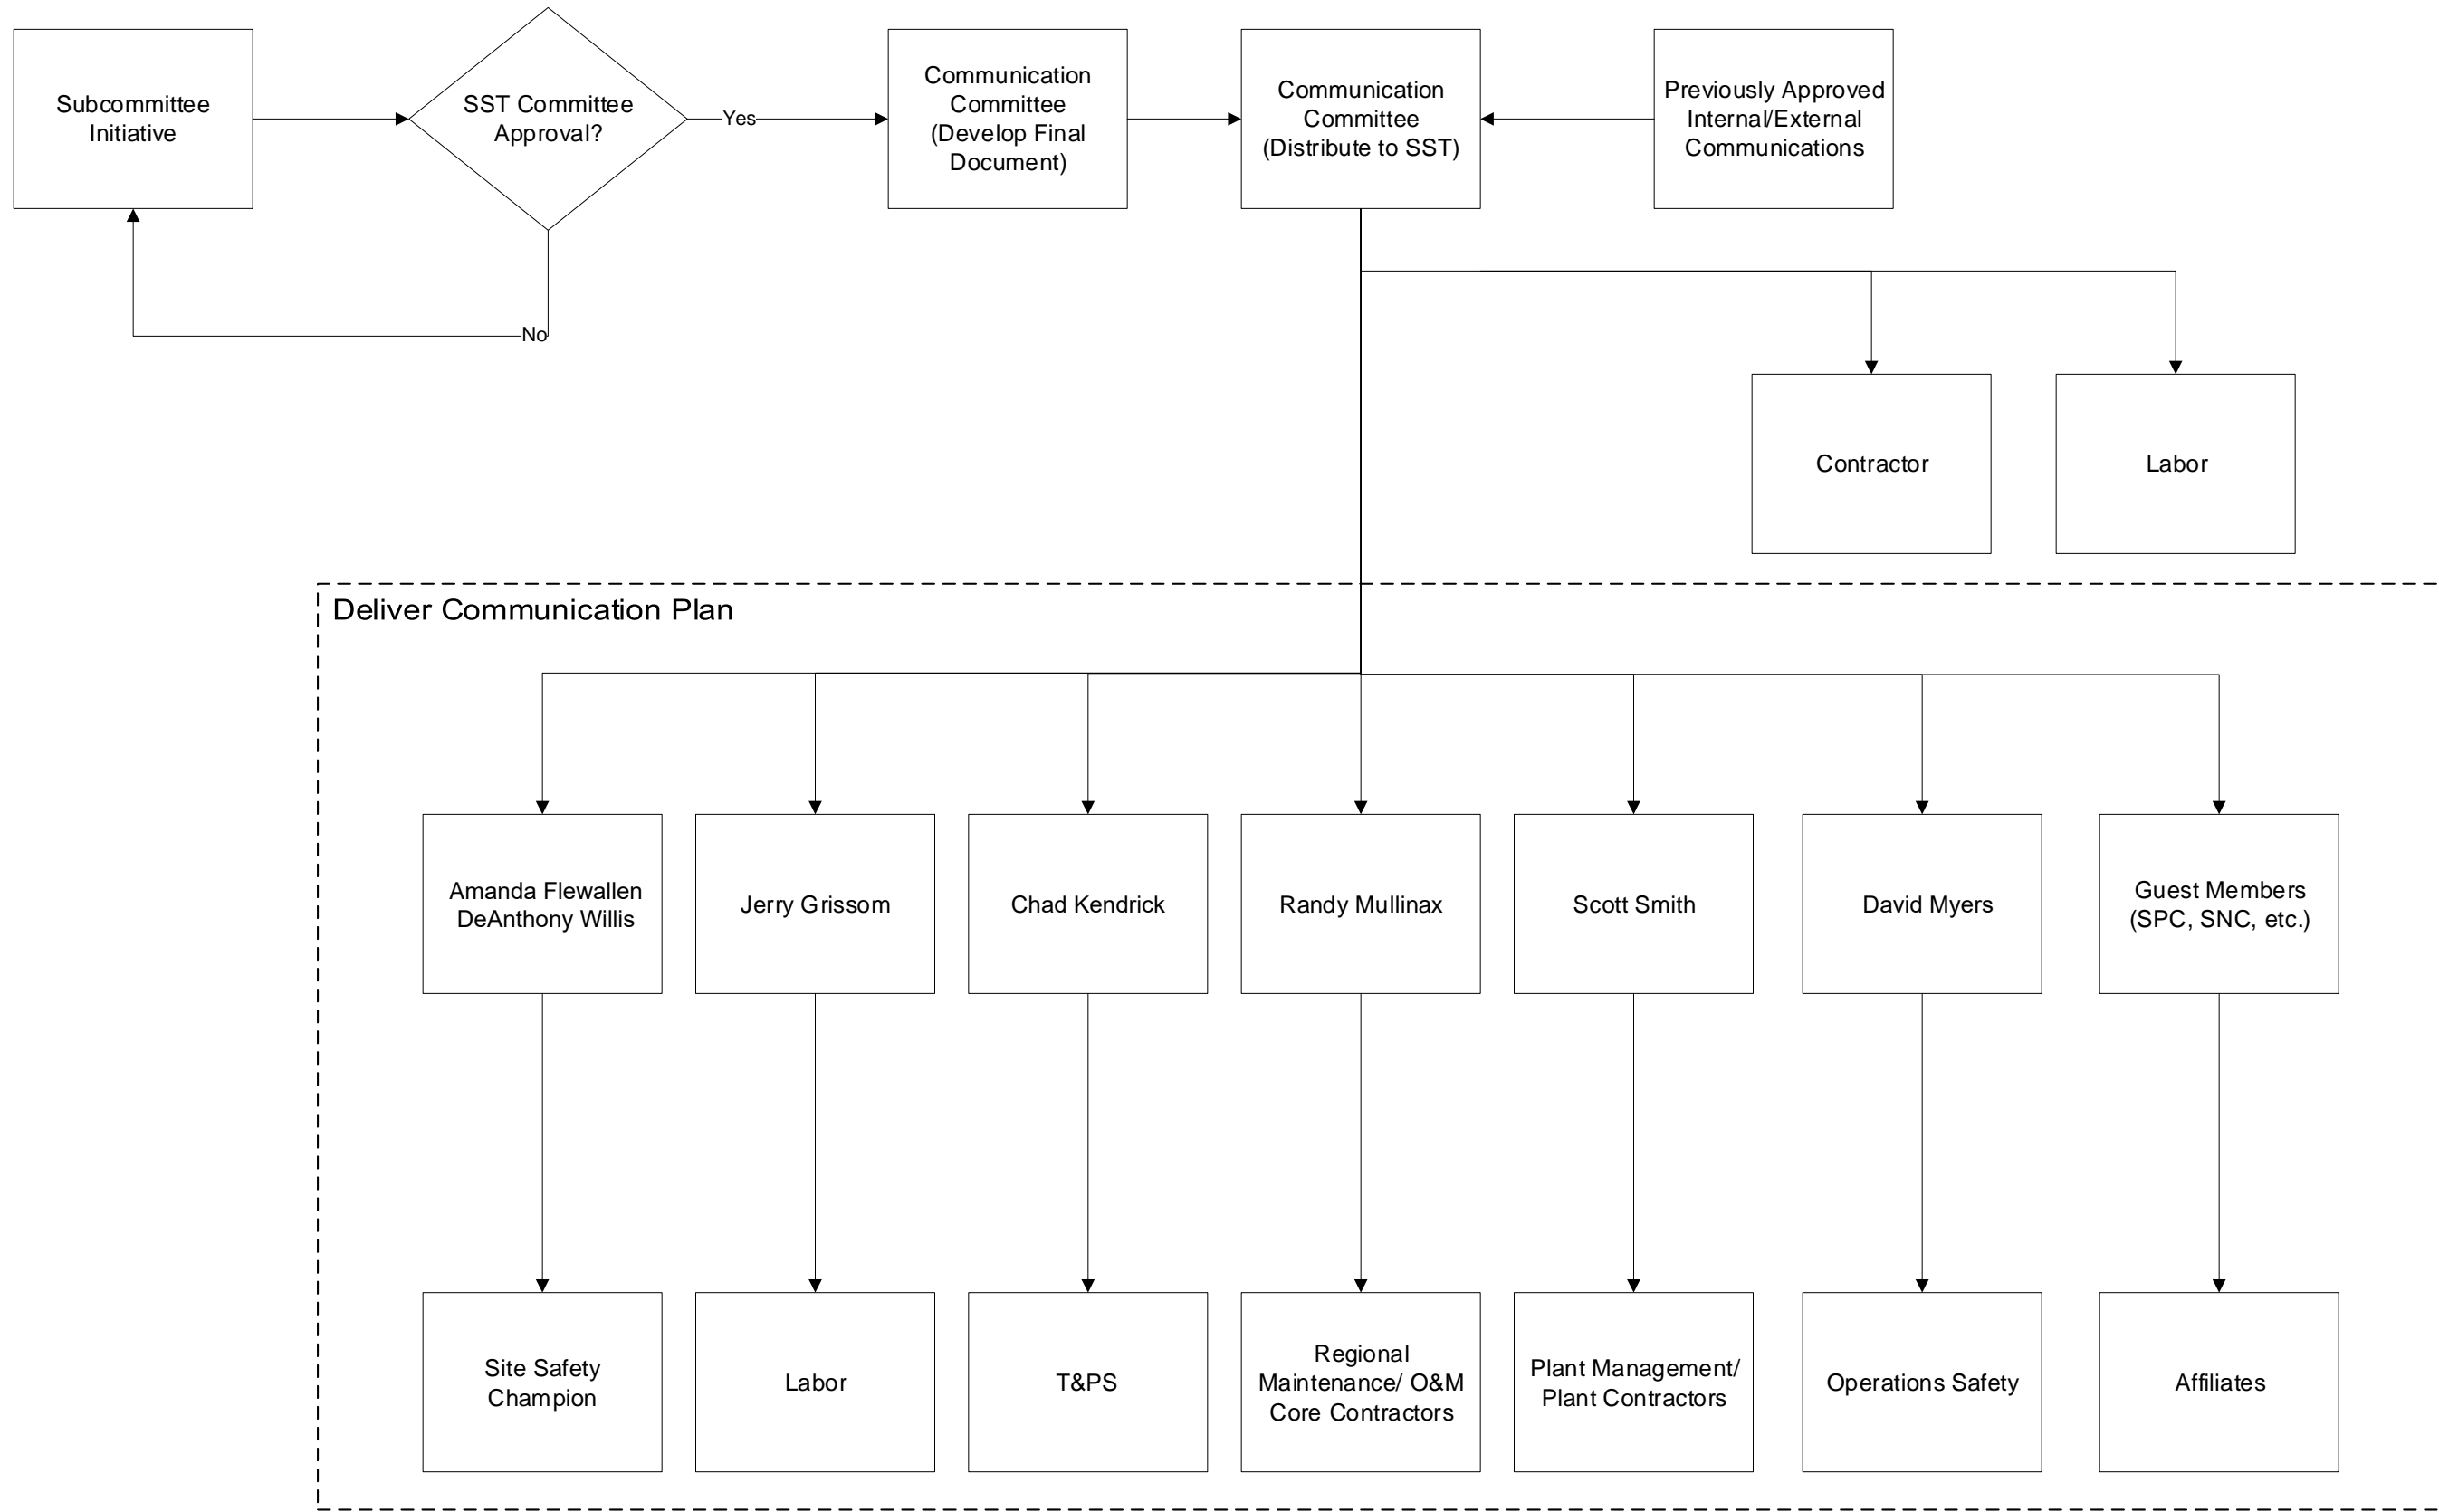 Subcommittee
Initiative
SST Committee
Approval?
Yes
Communication
Committee
(Develop Final
Document)
Communication
Committee
(Distribute to SST)
Previously Approved
Internal/External
Communications
No
Contractor
Labor
Deliver Communication Plan
Amanda Flewallen
DeAnthony Willis
Jerry Grissom
Chad Kendrick
Randy Mullinax
Scott Smith
David Myers
Guest Members
(SPC, SNC, etc.)
Site Safety
Champion
Labor
T&PS
Regional
Maintenance/ O&M
Core Contractors
Plant Management/
Plant Contractors
Operations Safety
Affiliates